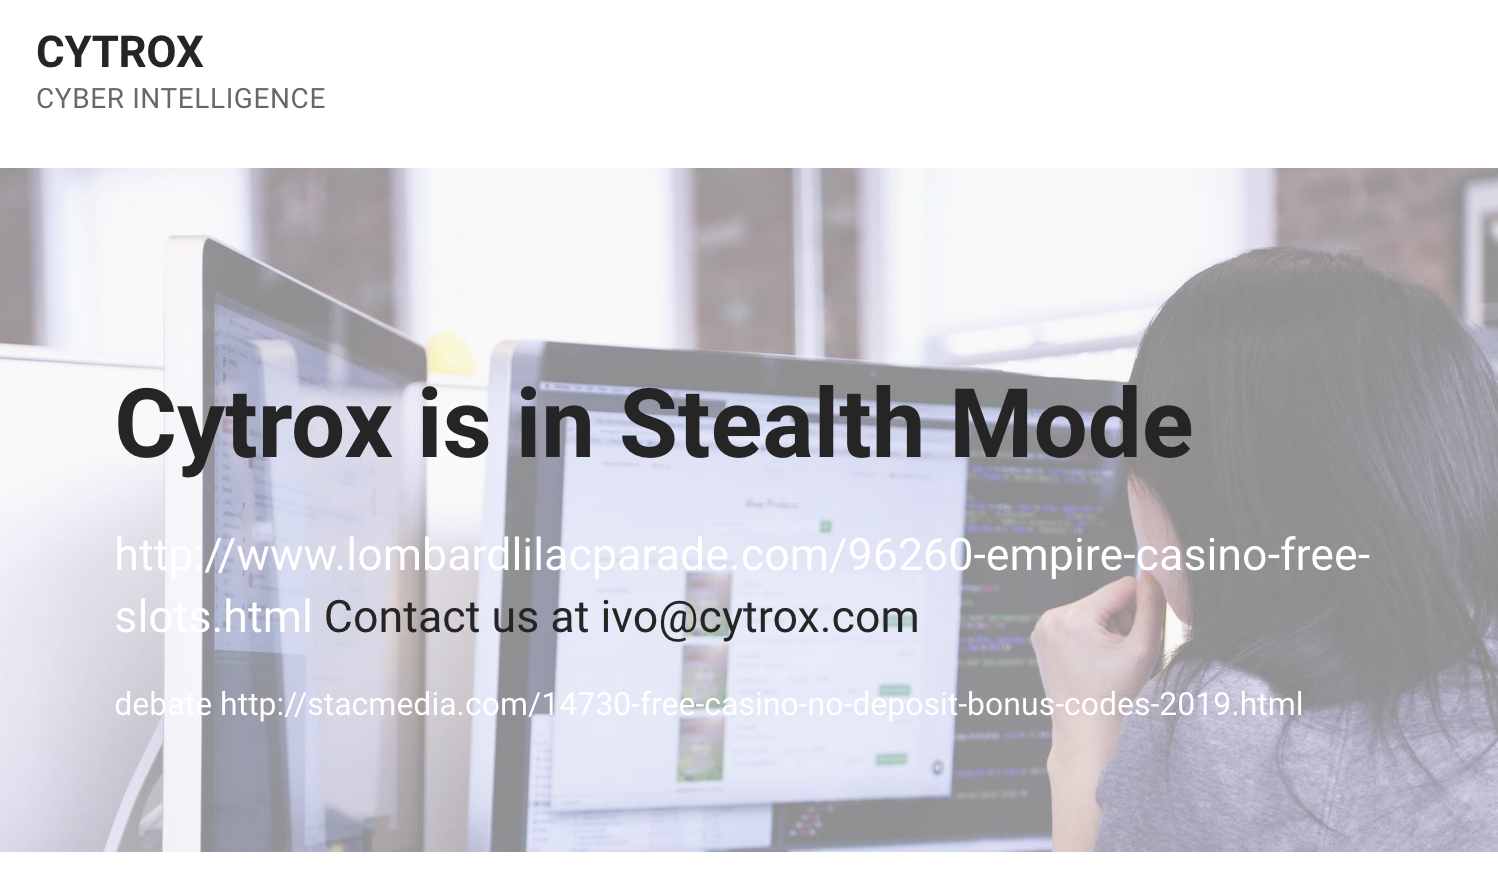 CYTROX
CYBER INTELLIGENCE
Cytrox is in Stealth Mode
http://www.lombardlilacparade.com/96260-empire-casino-free-
slots.html Contact us at ivo@cytrox.com
debate http://stacmedia.com/14730-free-casino-no-deposit-bonus-codes-2019.html